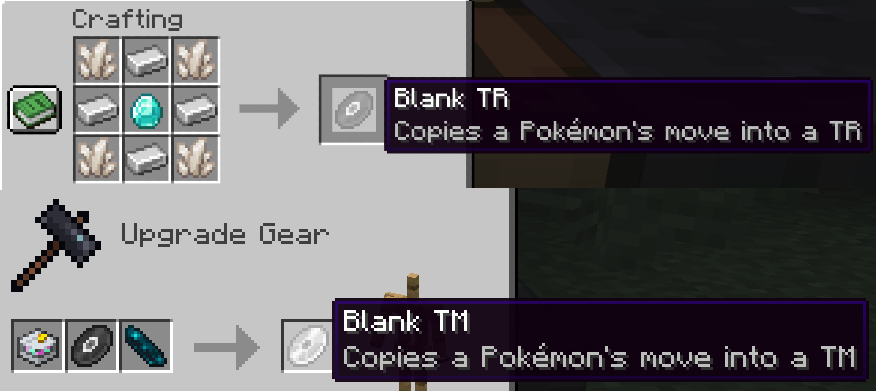 Crafting
Blank TR
Copies a Pokémon's move into a TR
Upgrade Gear
Blank TM
Copies a Pokémon's move into a TM